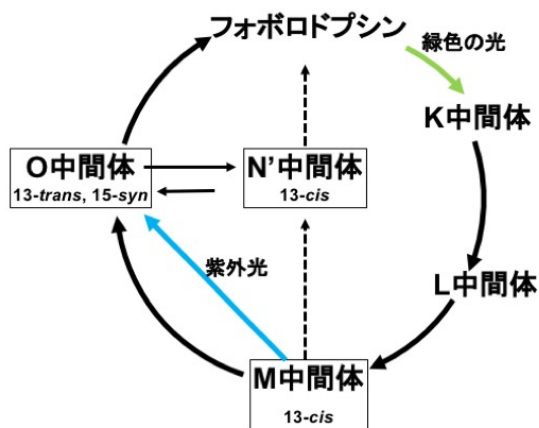 フォボロドプシン
緑色の光
K中間体
O中間体
13-trans, 15-syn
N’中間体
13-cis
紫外光
L中間体
M中間体
13-cis